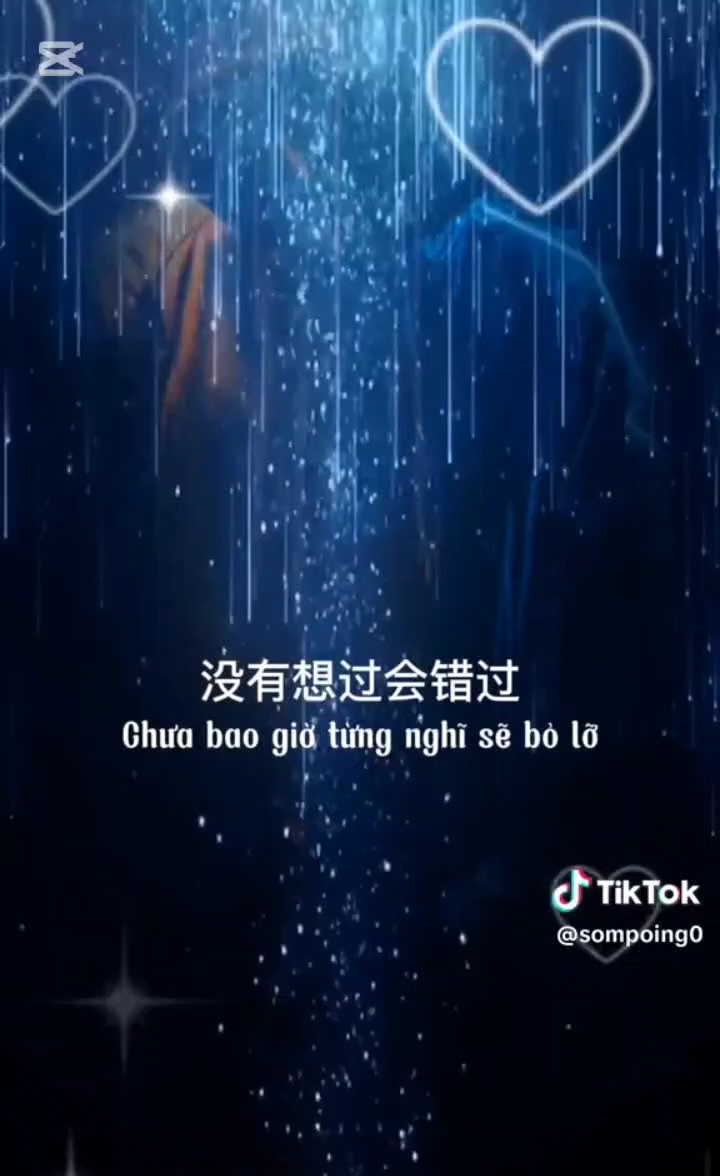 没有想过会错过
Chưa bao giờ từng nghĩ sẽ bỏ lỡ
TikTok
@sompoing0